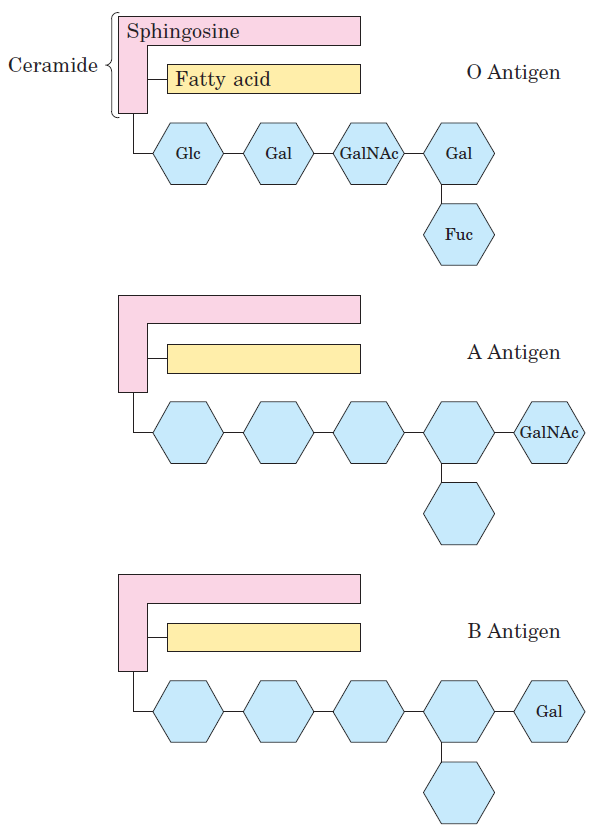 Sphingosine
Ceramide
Fatty acid
O Antigen
Glc
Gal
GalNAc
Gal
Fuc
A Antigen
GalNAc
B Antigen
Gal